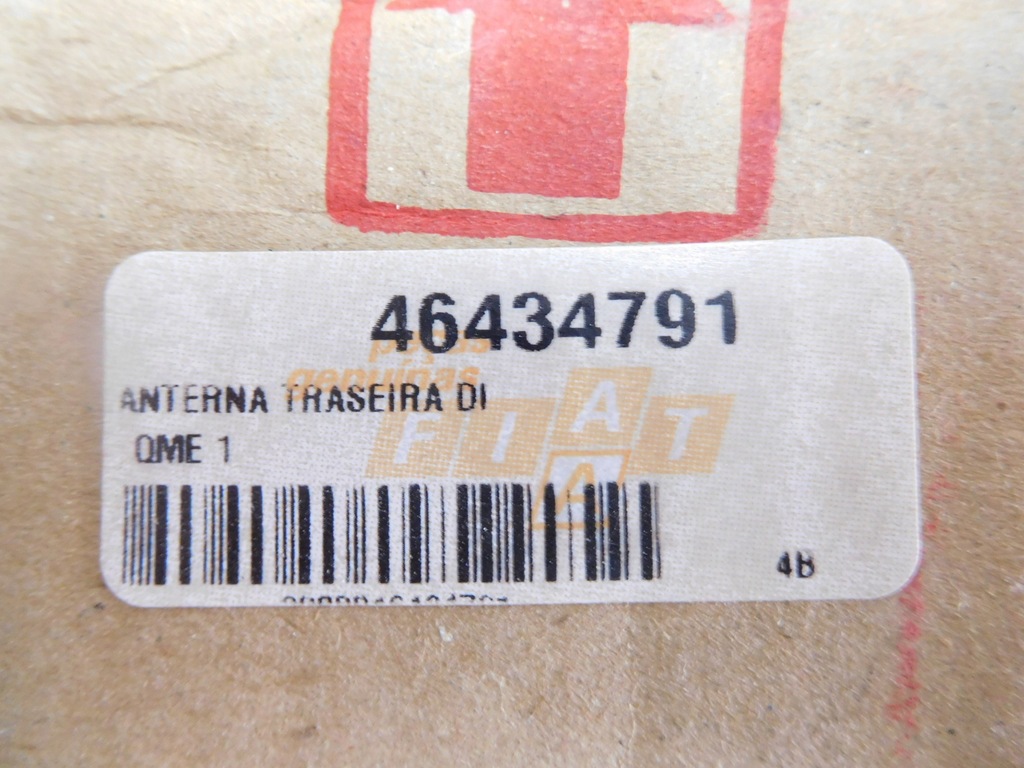 46434791
peças
genuínas
ANTERNA TRASEIRA DI
FIAT
A
QME 1
4B